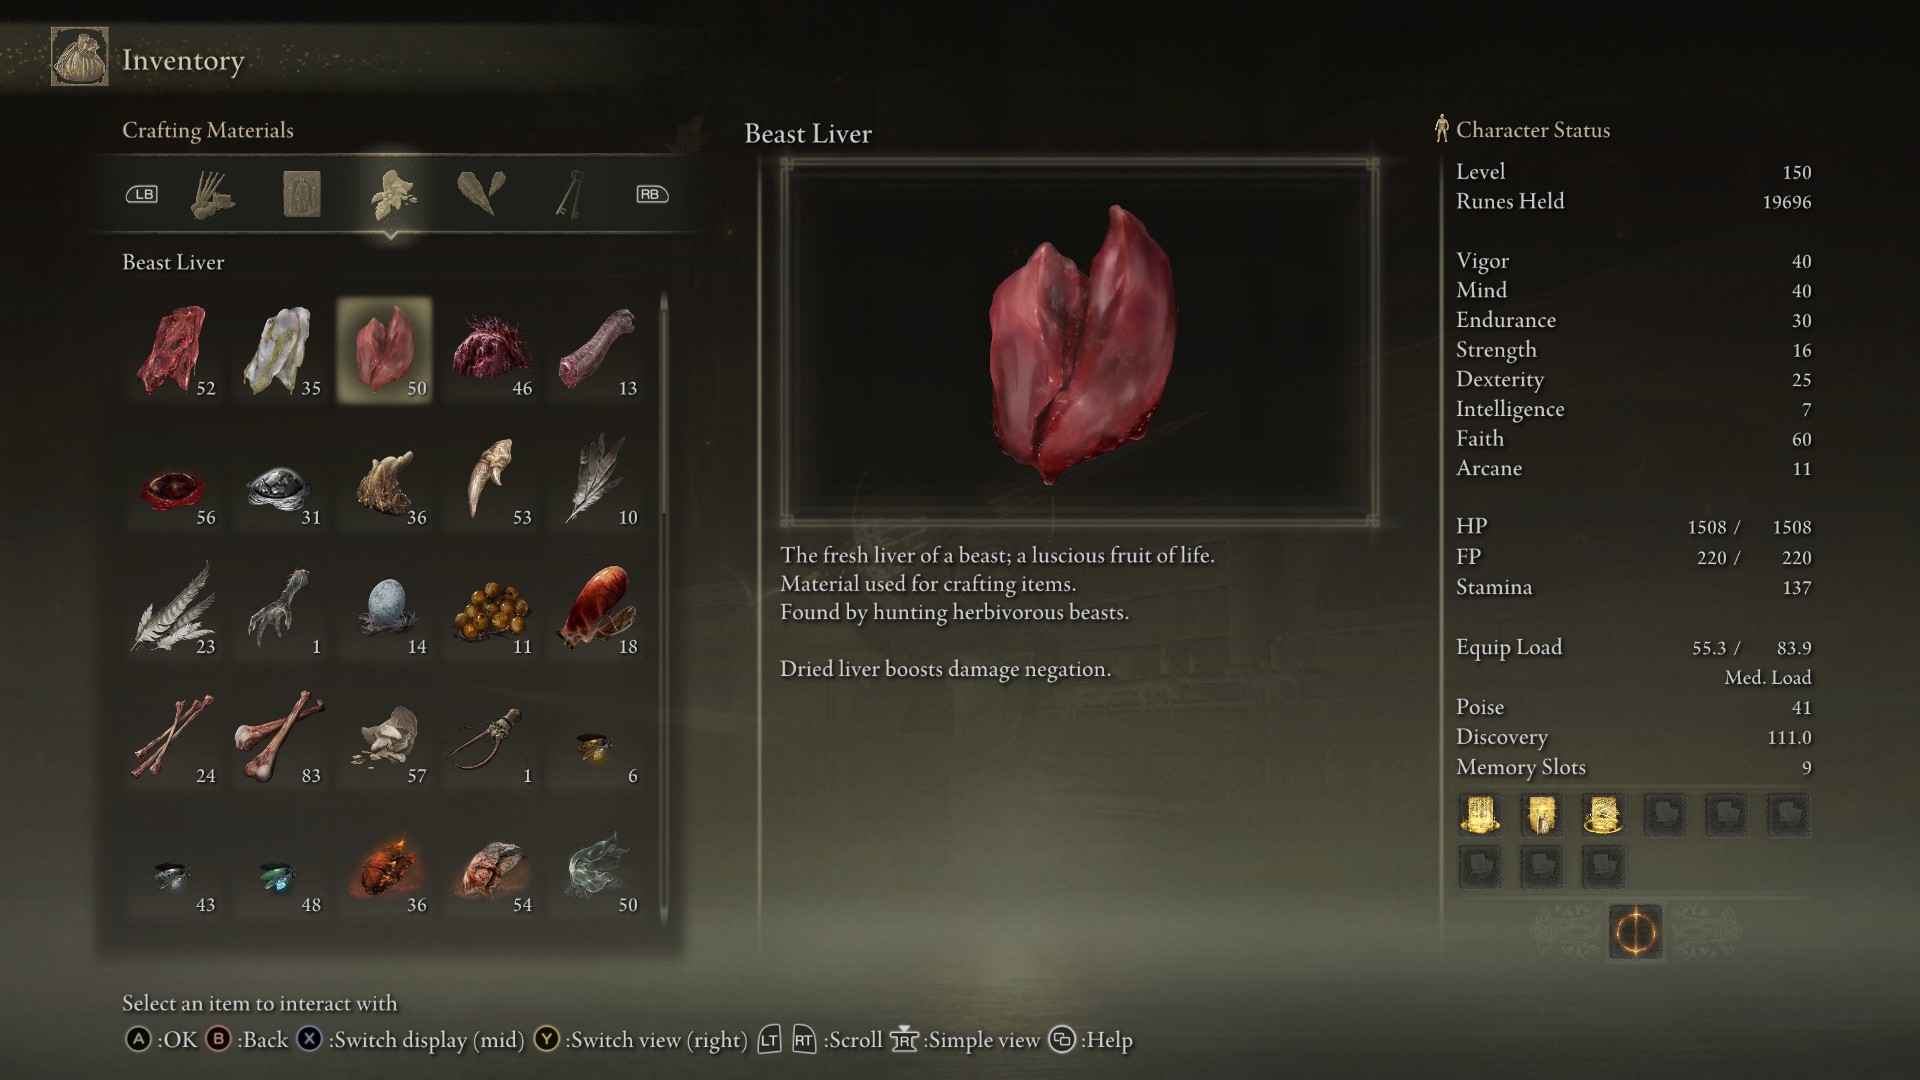 Inventory
Crafting Materials
LB
RB
Beast Liver
52 35 50 46 13
56 31 36 53 10
23 1 14 11 18
24 83 57 1 6
43 48 36 54 50
Beast Liver
The fresh liver of a beast; a luscious fruit of life.
Material used for crafting items.
Found by hunting herbivorous beasts.
Dried liver boosts damage negation.
Character Status
Level 150
Runes Held 19696
Vigor 40
Mind 40
Endurance 30
Strength 16
Dexterity 25
Intelligence 7
Faith 60
Arcane 11
HP 1508 / 1508
FP 220 / 220
Stamina 137
Equip Load 55.3 / 83.9
Med. Load
Poise 41
Discovery 111.0
Memory Slots 9
Select an item to interact with
A :OK B :Back X :Switch display (mid) Y :Switch view (right) LT RT :Scroll R :Simple view :Help